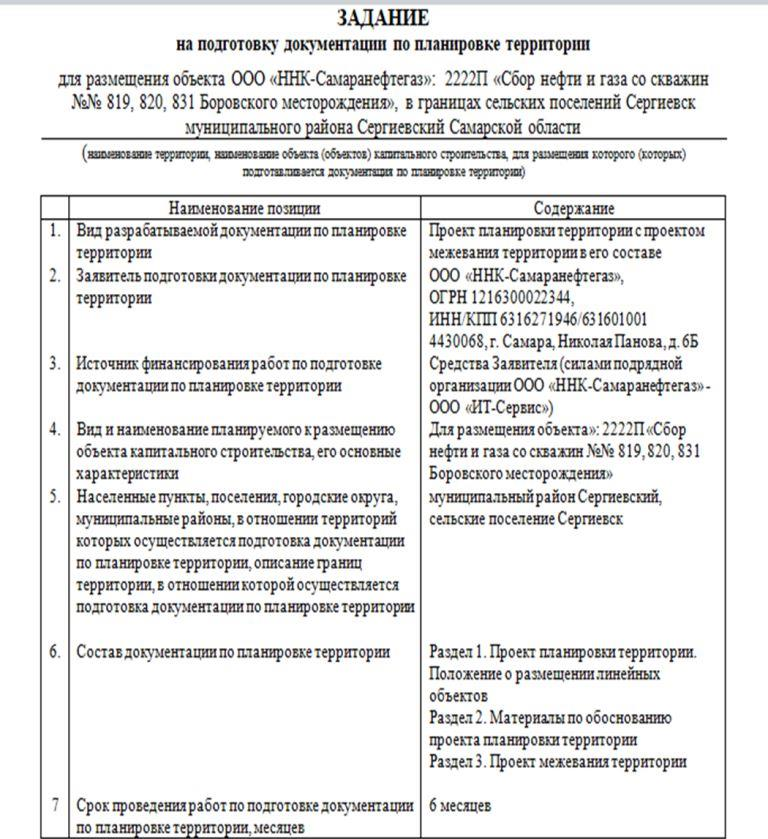 ЗАДАНИЕ
на подготовку документации по планировке территории
для размещения объекта ООО «ННК-Самаранефтегаз»: 2222П «Сбор нефти и газа со скважин
№№ 819, 820, 831 Боровского месторождения», в границах сельских поселений Сергиевск
муниципального района Сергиевский Самарской области
(наименование территории, наименование объекта (объектов) капитального строительства, для размещения которого (которых)
подготавливается документация по планировке территории)
Наименование позиции Содержание
1. Вид разрабатываемой документации по планировке
территории
Проект планировки территории с проектом
межевания территории в его составе
2. Заявитель подготовки документации по планировке
территории
ООО «ННК-Самаранефтегаз»,
ОГРН 1216300022344,
ИНН/КПП 6316271946/631601001
4430068, г. Самара, Николая Панова, д. 6Б
3. Источник финансирования работ по подготовке
документации по планировке территории
Средства Заявителя (силами подрядной
организации ООО «ННК-Самаранефтегаз» -
ООО «ИТ-Сервис»)
4. Вид и наименование планируемого к размещению
объекта капитального строительства, его основные
характеристики
Для размещения объекта»: 2222П «Сбор
нефти и газа со скважин №№ 819, 820, 831
Боровского месторождения»
5. Населенные пункты, поселения, городские округа,
муниципальные районы, в отношении территорий
которых осуществляется подготовка документации
по планировке территории, описание границ
территории, в отношении которой осуществляется
подготовка документации по планировке территории
муниципальный район Сергиевский,
сельские поселение Сергиевск
6. Состав документации по планировке территории
Раздел 1. Проект планировки территории.
Положение о размещении линейных
объектов
Раздел 2. Материалы по обоснованию
проекта планировки территории
Раздел 3. Проект межевания территории
7 Срок проведения работ по подготовке документации
по планировке территории, месяцев
6 месяцев